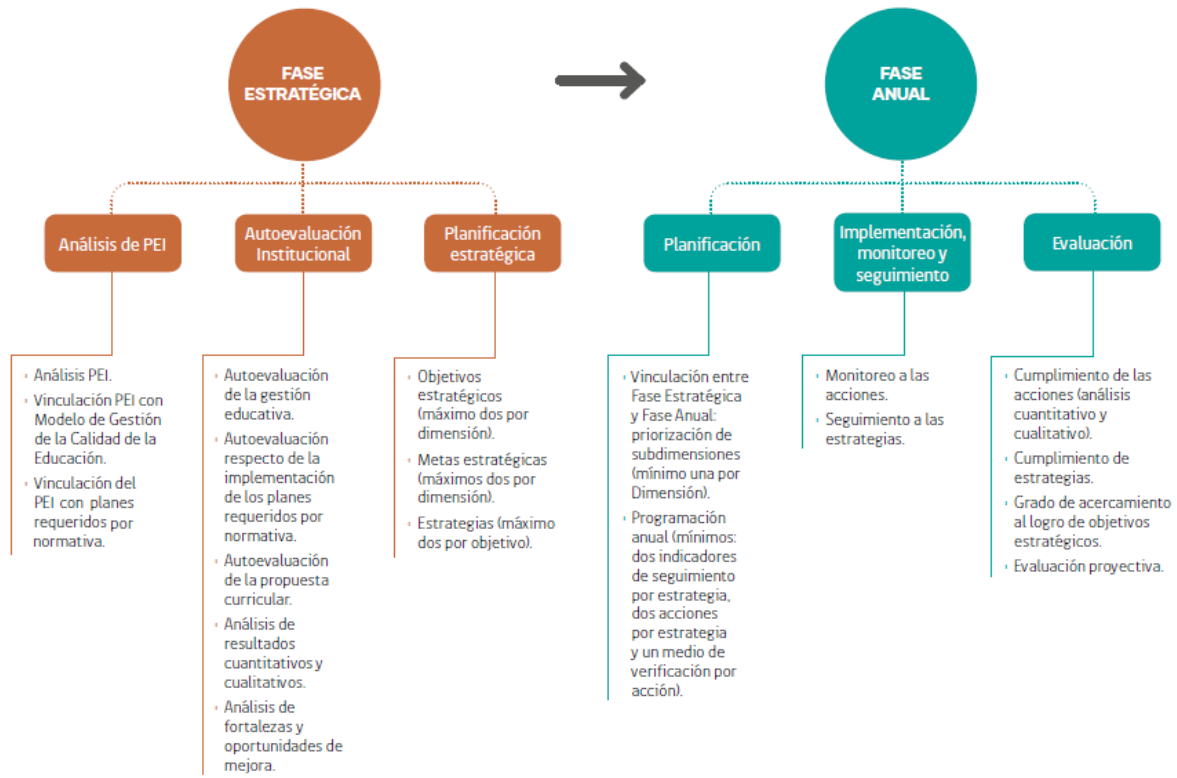 FASE
ESTRATÉGICA
FASE
ANUAL
Análisis de PEI
Autoevaluación
Institucional
Planificación
estratégica
Planificación
Implementación,
monitoreo y
seguimiento
Evaluación
Análisis PEI.
Vinculación PEI con
Modelo de Gestión
de la Calidad de la
Educación.
Vinculación del
PEI con planes
requeridos por
normativa.
Autoevaluación
de la gestión
educativa.
Autoevaluación
respecto de la
implementación
de los planes
requeridos por
normativa.
Autoevaluación
de la propuesta
curricular.
Análisis de
resultados
cuantitativos y
cualitativos.
Análisis de
fortalezas y
oportunidades de
mejora.
Objetivos
estratégicos
(máximo dos por
dimensión).
Metas estratégicas
(máximos dos por
dimensión).
Estrategias (máximo
dos por objetivo).
Vinculación entre
Fase Estratégica
y Fase Anual:
priorización de
subdimensiones
(mínimo una por
Dimensión).
Programación
anual (mínimos:
dos indicadores
de seguimiento
por estrategia,
dos acciones
por estrategia
y un medio de
verificación por
acción).
Monitoreo a las
acciones.
Seguimiento a las
estrategias.
Cumplimiento de las
acciones (análisis
cuantitativo y
cualitativo).
Cumplimiento de
estrategias.
Grado de acercamiento
al logro de objetivos
estratégicos.
Evaluación proyectiva.